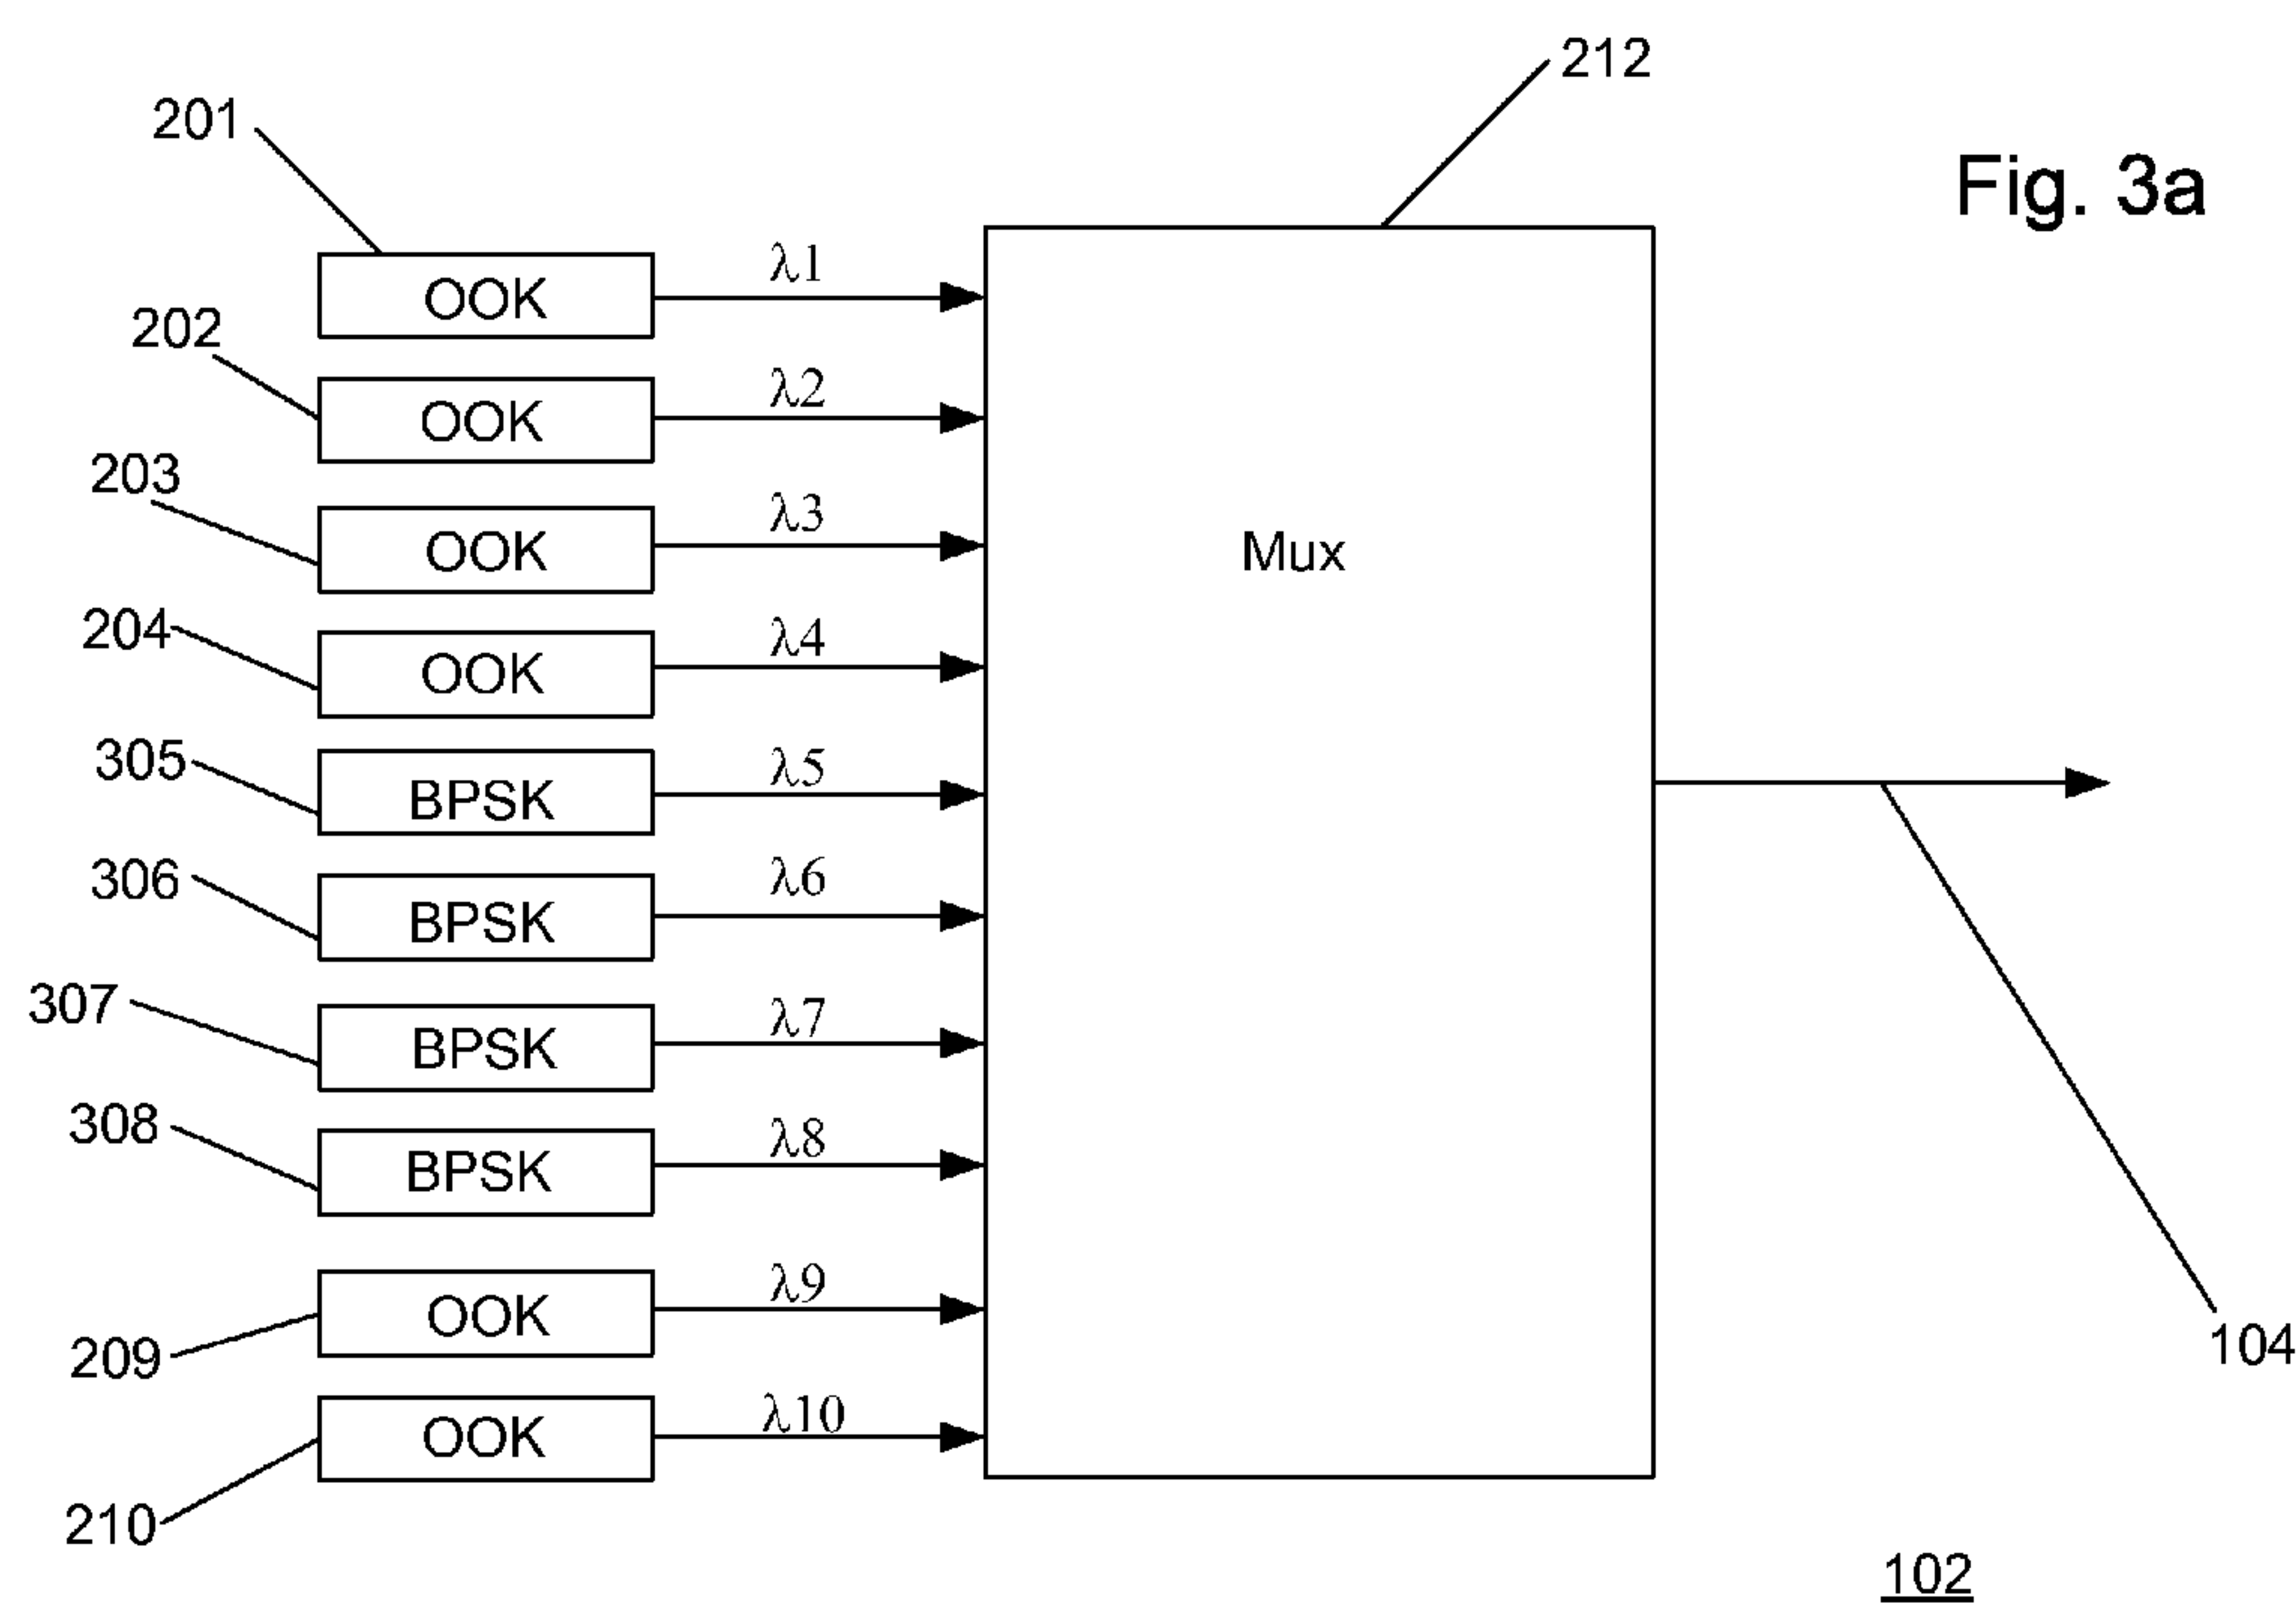 212
201
Fig. 3a
OOK
λ1
202
OOK
λ2
203
OOK
λ3
Mux
204
OOK
λ4
305
BPSK
λ5
306
BPSK
λ6
307
BPSK
λ7
308
BPSK
λ8
OOK
λ9
209
104
OOK
λ10
210
102